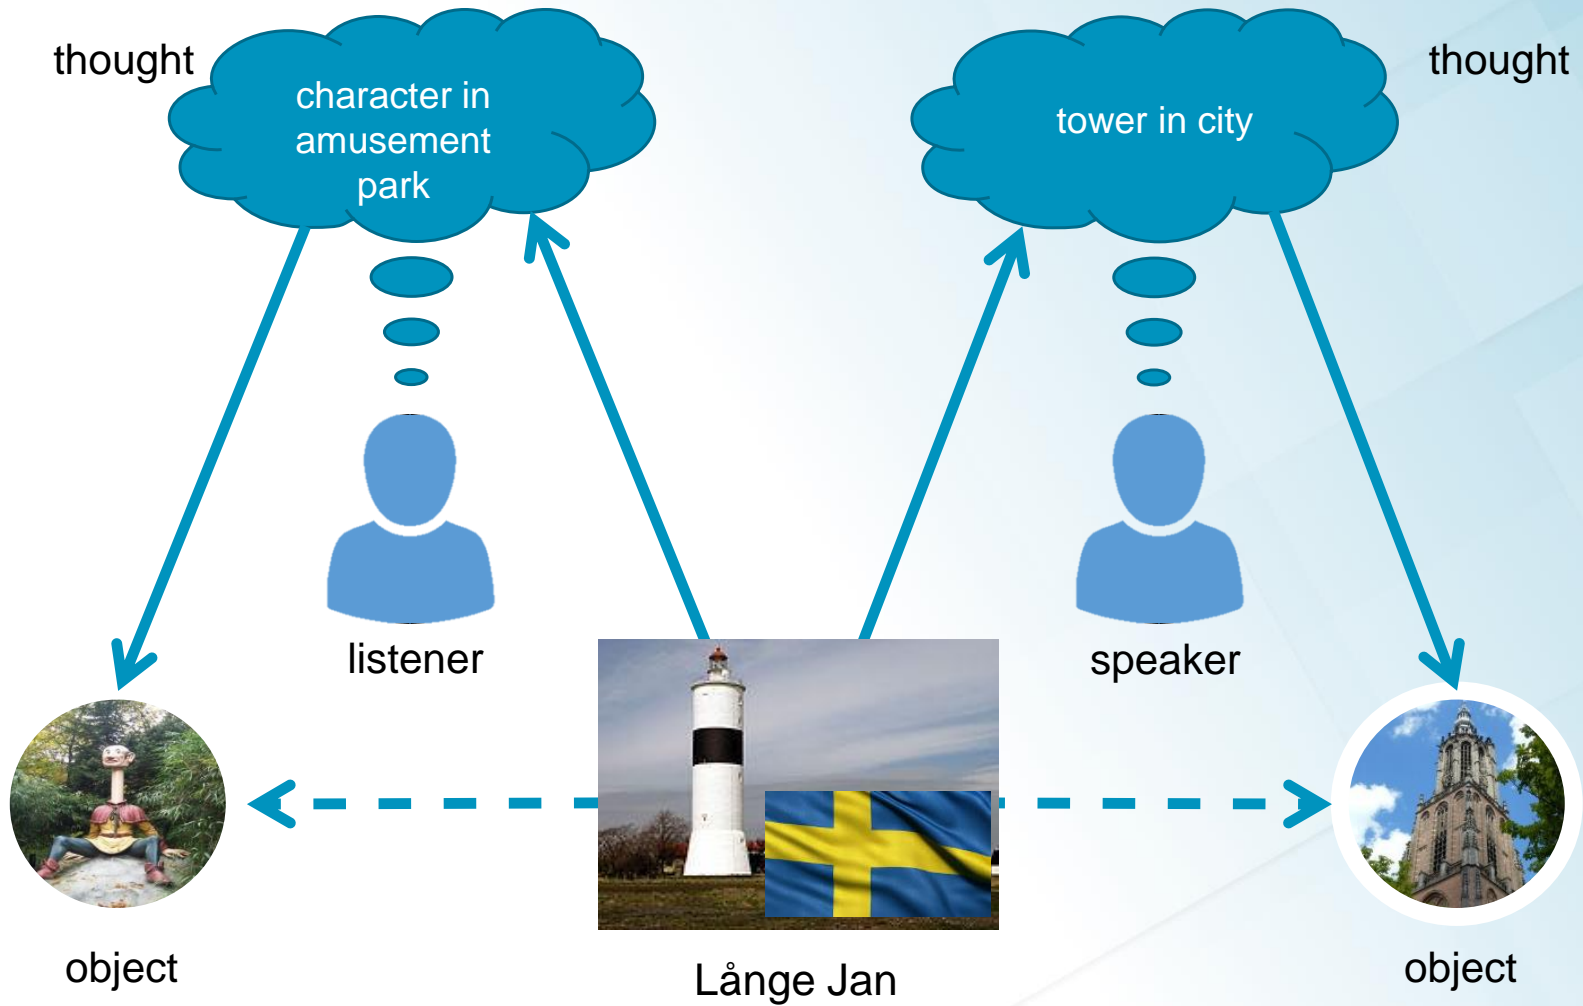 thought
thought
character in
amusement
park
tower in city
listener
speaker
object
Långe Jan
object